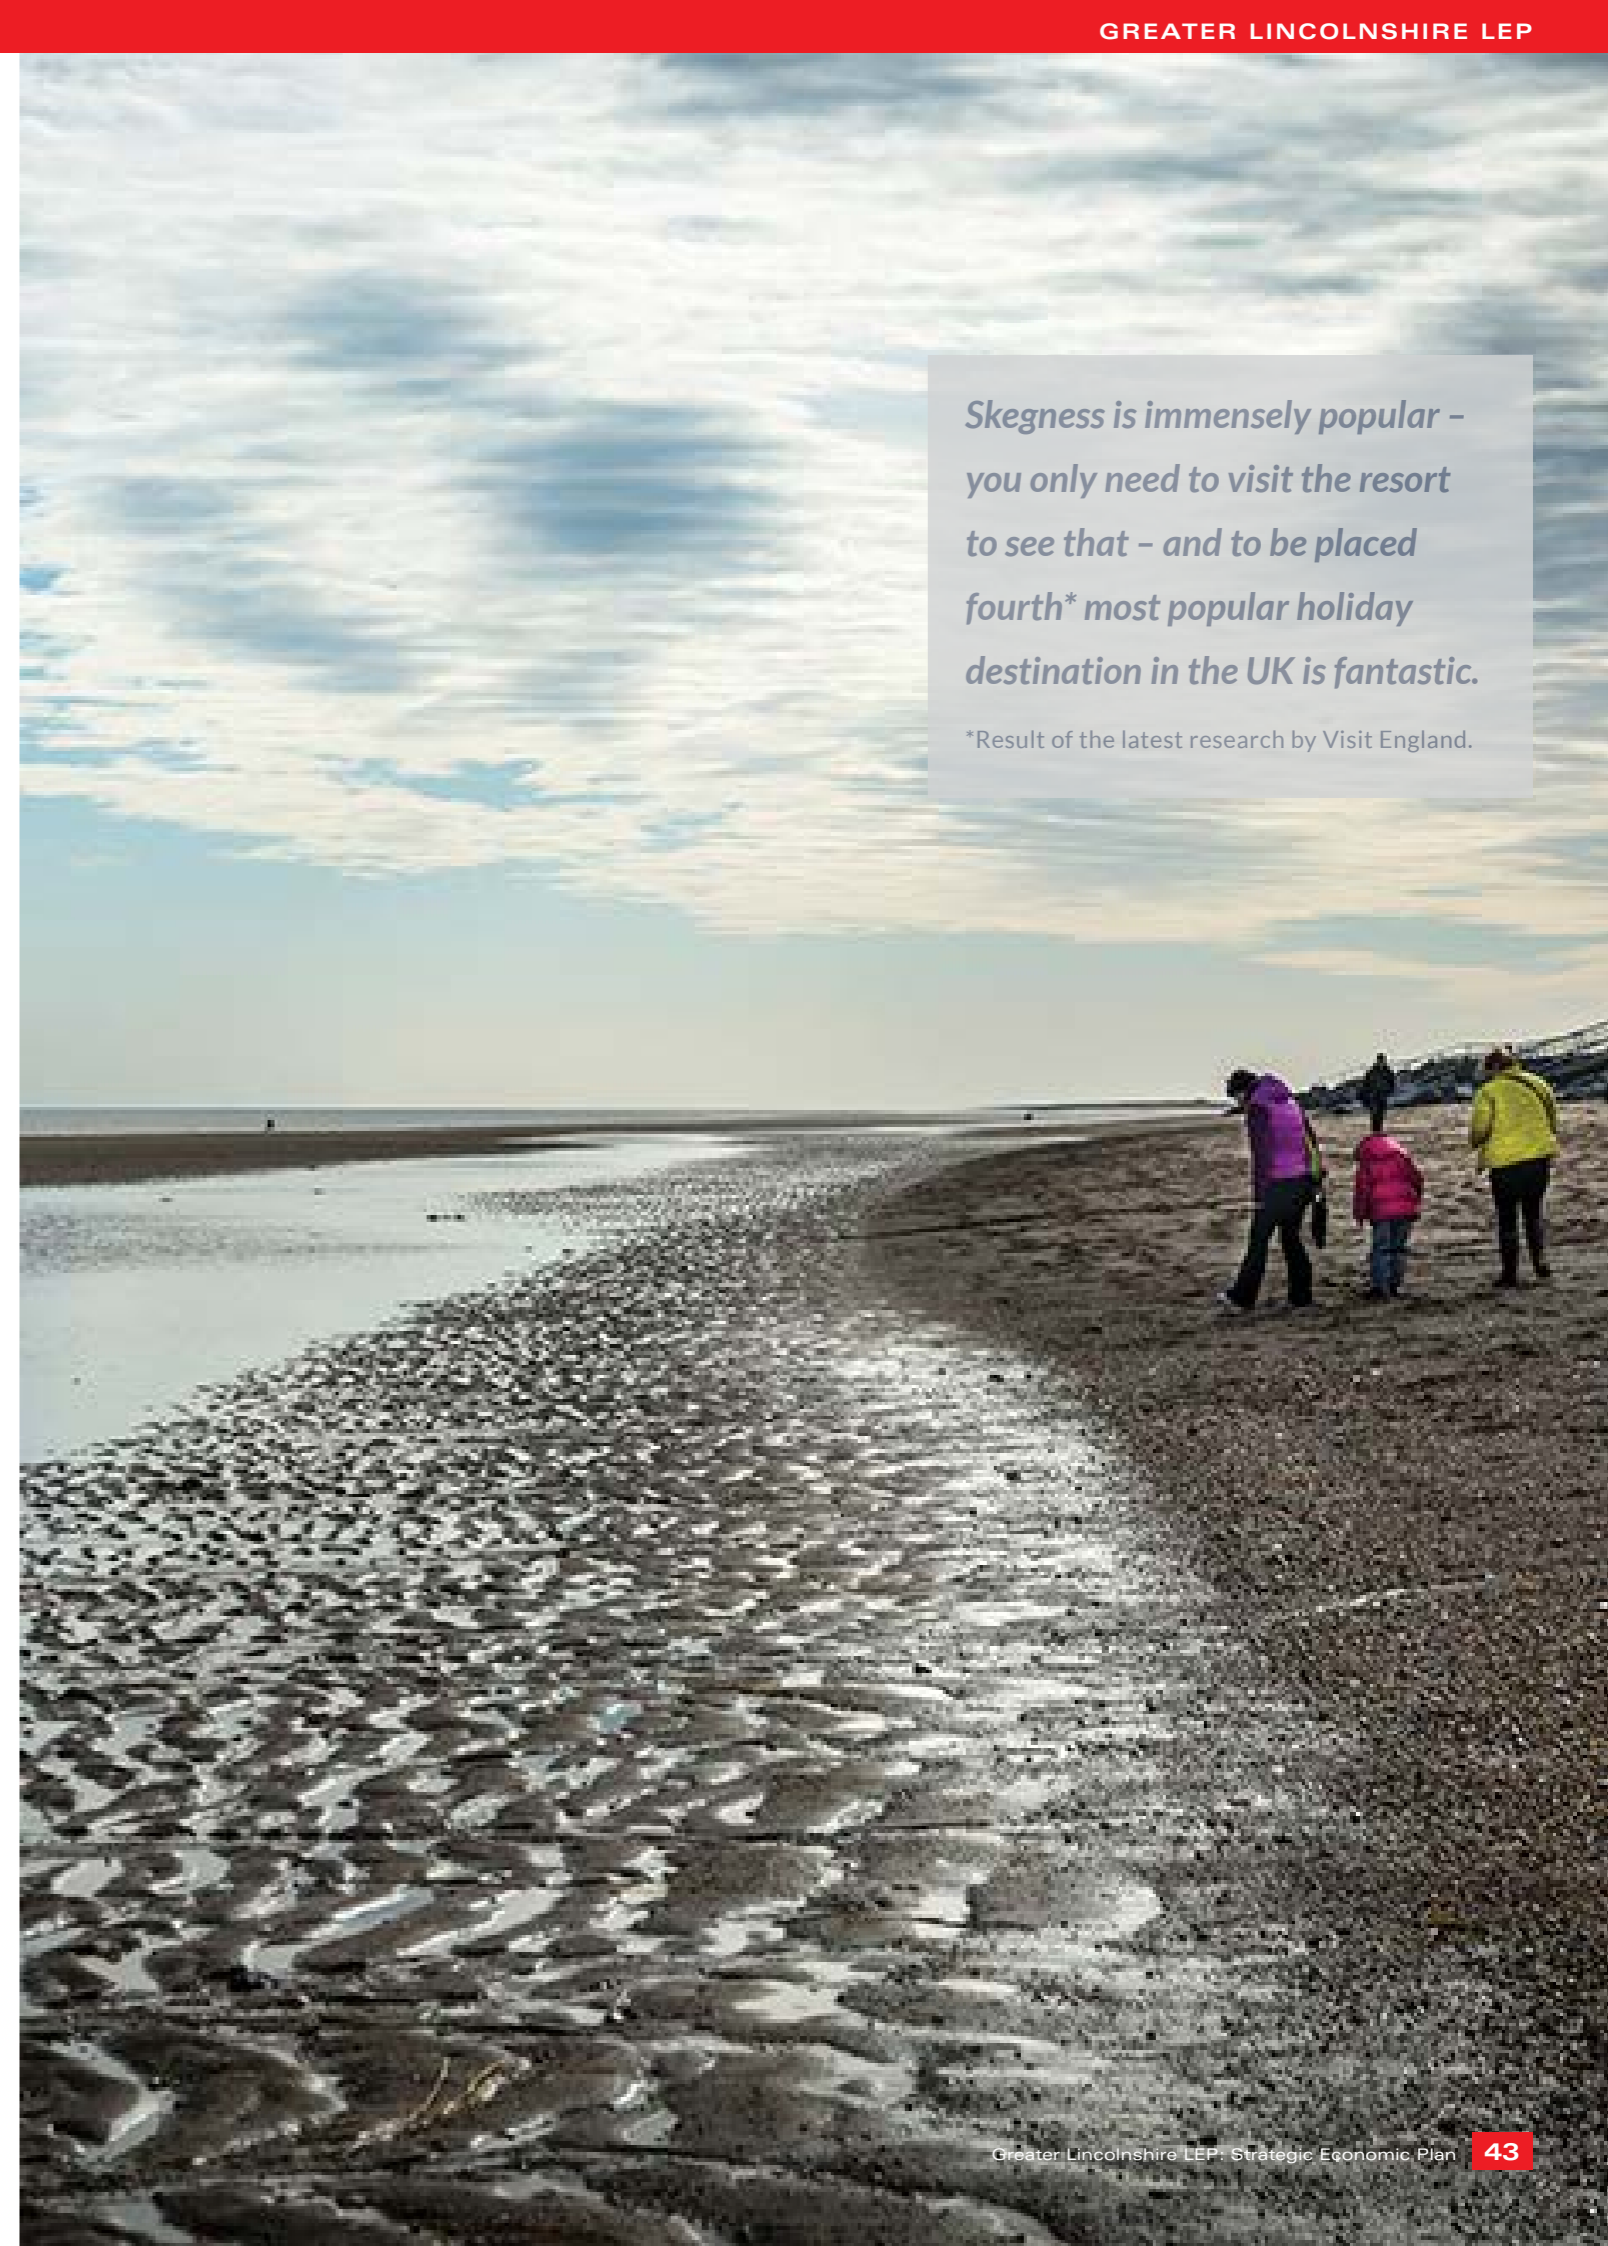 GREATER LINCOLNSHIRE LEP
Skegness is immensely popular –
you only need to visit the resort
to see that – and to be placed
fourth* most popular holiday
destination in the UK is fantastic.
*Result of the latest research by Visit England.
Greater Lincolnshire LEP: Strategic Economic Plan 43